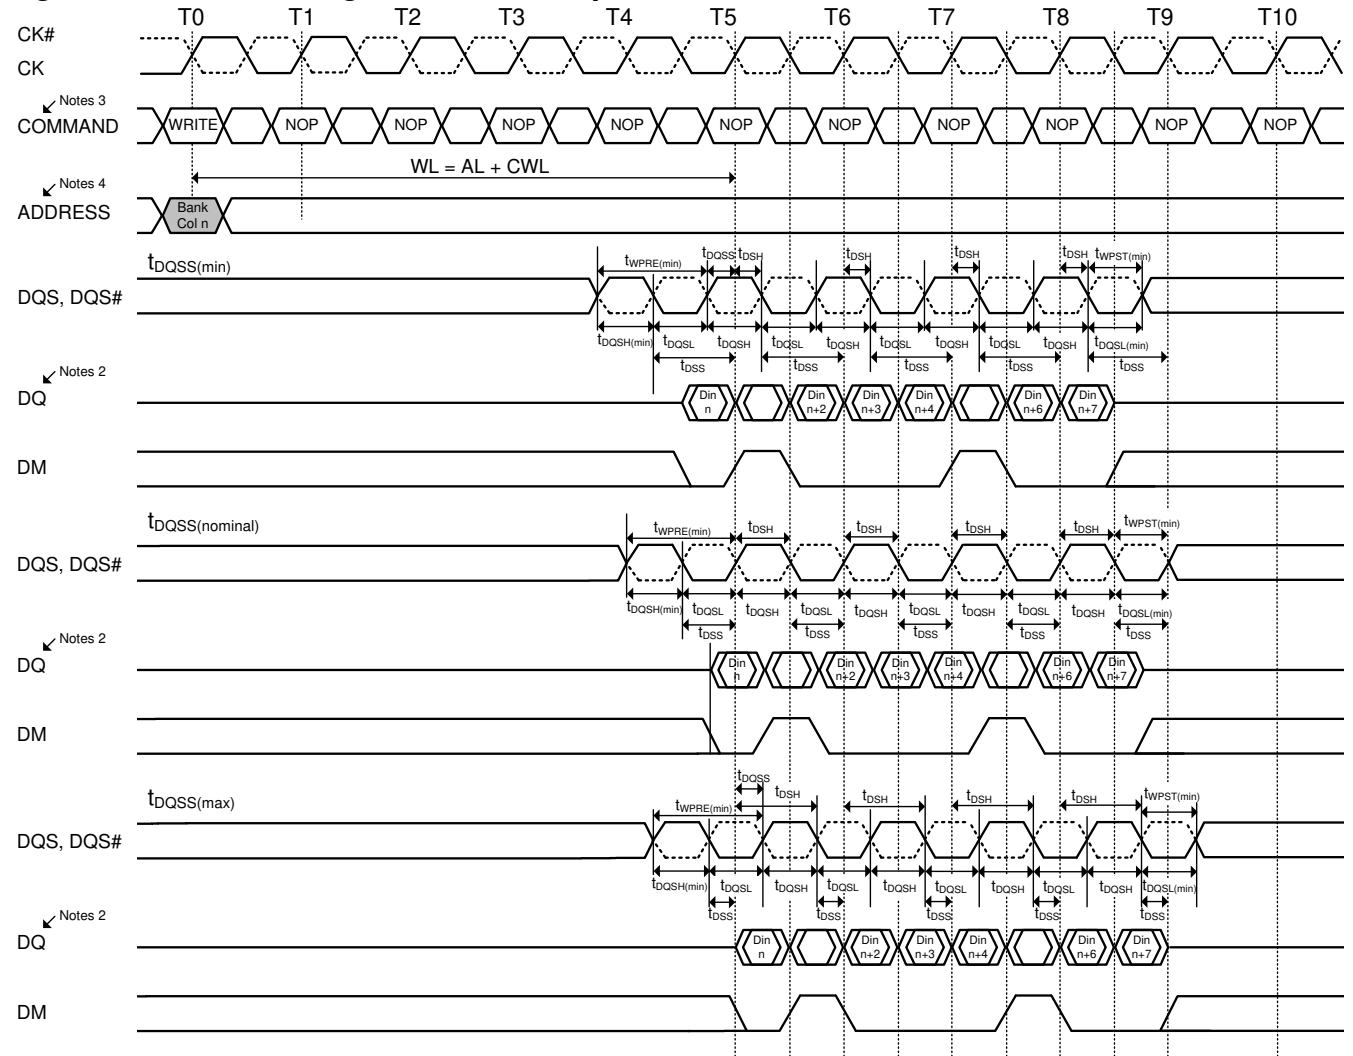 T0 T1 T2 T3 T4 T5 T6 T7 T8 T9 T10
CK#
CK
Notes 3
COMMAND WRITE NOP NOP NOP NOP NOP NOP NOP NOP NOP NOP
WL = AL + CWL
Notes 4
ADDRESS
Bank
Col n
tDQSS(min)
tWPRE(min) tDQSS tDSH tDSH tDSH tDSH tWPST(min)
DQS, DQS#
tDQSH(min) tDQSL tDQSH tDQSL tDQSH tDQSL tDQSH tDQSL tDQSH tDQSL(min)
tDSS tDSS tDSS tDSS tDSS
Notes 2
DQ
Din n Din n+2 Din n+3 Din n+4 Din n+6 Din n+7
DM
tDQSS(nominal)
tWPRE(min) tDSH tDSH tDSH tDSH tWPST(min)
DQS, DQS#
tDQSH(min) tDQSL tDQSH tDQSL tDQSH tDQSL tDQSH tDQSL tDQSH tDQSL(min)
tDSS tDSS tDSS tDSS tDSS
Notes 2
DQ
Din n Din n+2 Din n+3 Din n+4 Din n+6 Din n+7
DM
tDQSS
tDQSS(max)
tWPRE(min) tDSH tDSH tDSH tDSH tWPST(min)
DQS, DQS#
tDQSH(min) tDQSL tDQSH tDQSL tDQSH tDQSL tDQSH tDQSL tDQSH tDQSL(min)
tDSS tDSS tDSS tDSS tDSS
Notes 2
DQ
Din n Din n+2 Din n+3 Din n+4 Din n+6 Din n+7
DM